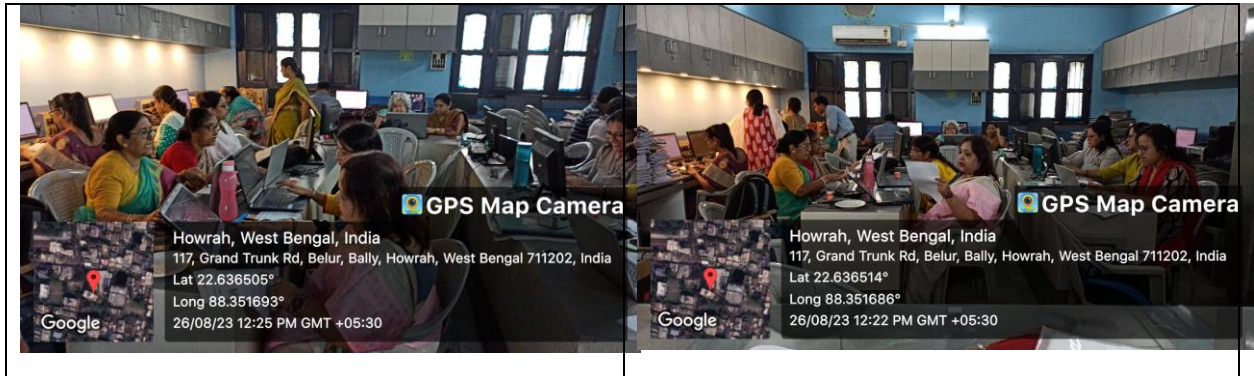 GPS Map Camera
Howrah, West Bengal, India
117, Grand Trunk Rd, Belur, Bally, Howrah, West Bengal 711202, India
Lat 22.636505°
Long 88.351693°
26/08/23 12:25 PM GMT +05:30
Google
GPS Map Camera
Howrah, West Bengal, India
117, Grand Trunk Rd, Belur, Bally, Howrah, West Bengal 711202, India
Lat 22.636514°
Long 88.351686°
26/08/23 12:22 PM GMT +05:30
Google